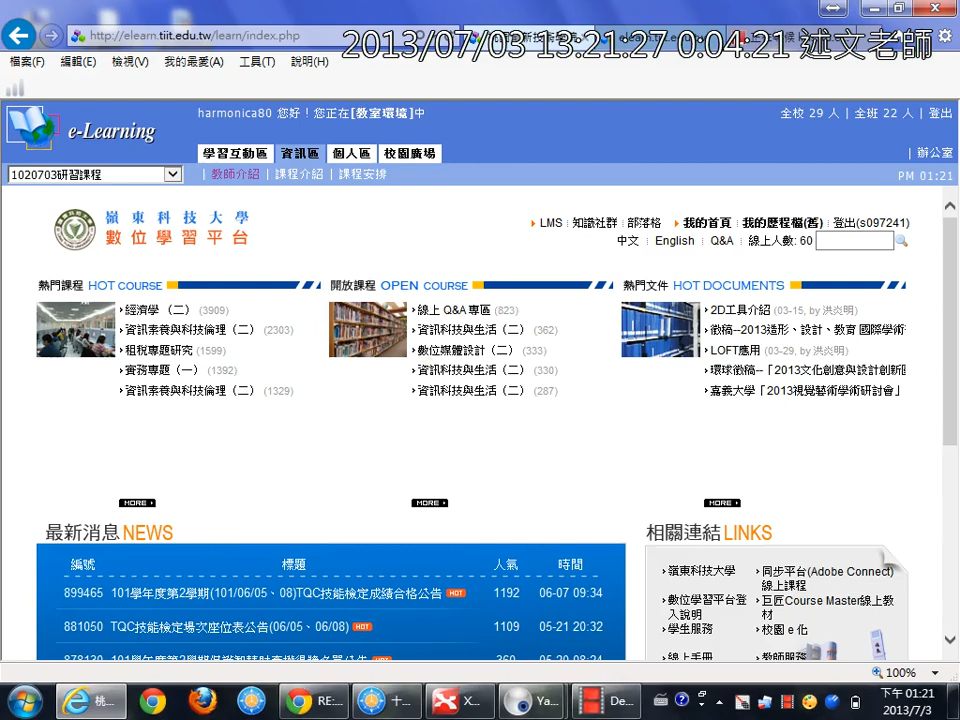 http://elearn.tiit.edu.tw/learn/index.php
2013/07/03 13:21:27 0:04:21 述文老師
檔案(F) 編輯(E) 檢視(V) 我的最愛(A) 工具(T) 說明(H)
e-Learning
harmonica80 您好！您正在[教室環境]中
全校 29 人 | 全班 22 人 | 登出
學習互動區 資訊區 個人區 校園廣場
| 辦公室
1020703研習課程
| 教師介紹 | 課程介紹 | 課程安排
PM 01:21
嶺東科技大學
數位學習平台
LMS 知識社群 部落格 我的首頁 我的歷程檔(舊) 登出(s097241)
中文 English Q&A 線上人數: 60
熱門課程 HOT COURSE
經濟學 （二） (3909)
資訊素養與科技倫理（二） (2303)
租稅專題研究 (1599)
實務專題（一） (1392)
資訊素養與科技倫理（二） (1329)
MORE
開放課程 OPEN COURSE
線上 Q&A 專區 (823)
資訊科技與生活（二） (362)
數位媒體設計（二） (333)
資訊科技與生活（二） (330)
資訊科技與生活（二） (287)
MORE
熱門文件 HOT DOCUMENTS
2D工具介紹 (03-15, by 洪炎明)
徵稿--2013造形、設計、教育 國際學術
LOFT應用 (03-29, by 洪炎明)
環球徵稿--「2013文化創意與設計創新
嘉義大學「2013視覺藝術學術研討會」
MORE
最新消息 NEWS
編號 標題 人氣 時間
899465 101學年度第2學期(101/06/05、08)TQC技能檢定成績合格公告 HOT 1192 06-07 09:34
881050 TQC技能檢定場次座位表公告(06/05、06/08) HOT 1109 05-21 20:32
相關連結 LINKS
嶺東科技大學
數位學習平台登入說明
學生服務
線上手冊
同步平台(Adobe Connect)
線上課程
巨匠Course Master線上教
材
校園 e 化
教師服務
100%
桃...
RE:...
十...
X...
Ya...
De...
下午 01:21
2013/7/3